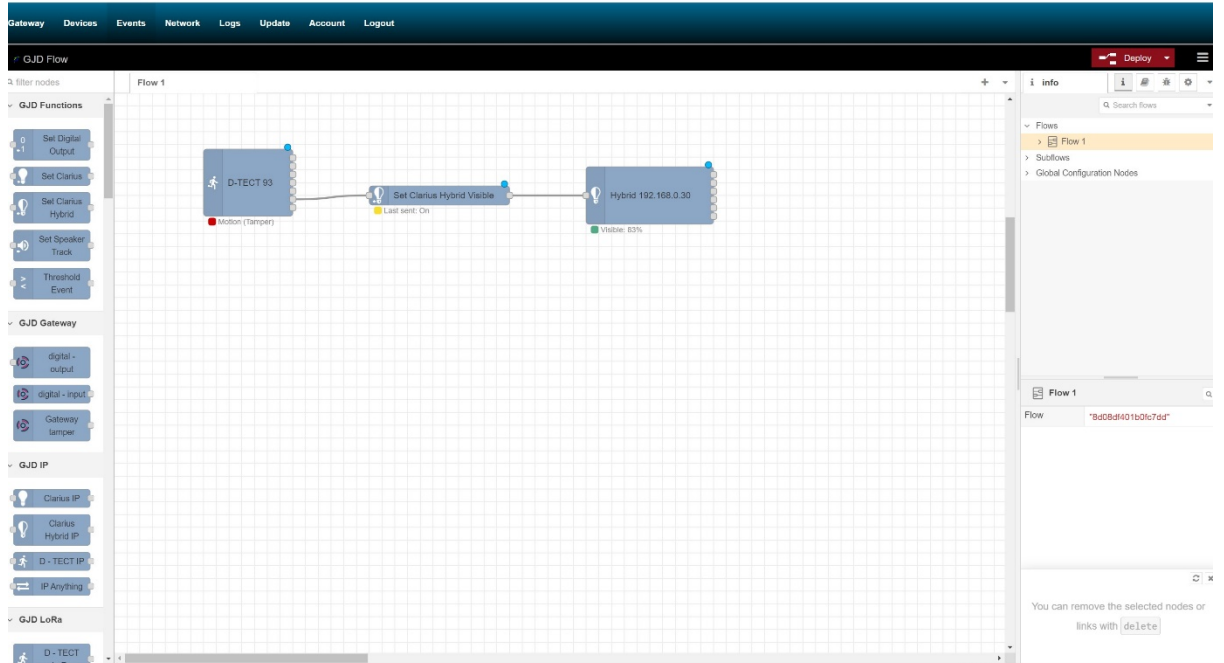 Gateway Devices Events Network Logs Update Account Logout
GJD Flow
Deploy
filter nodes
Flow 1
i info
i
Search flows
GJD Functions
0
1
Set Digital
Output
Set Clarius
Set Clarius
Hybrid
Set Speaker
Track
Threshold
Event
GJD Gateway
digital -
output
digital - input
Gateway
tamper
GJD IP
Clarius IP
Clarius
Hybrid IP
D - TECT IP
IP Anything
GJD LoRa
D - TECT
D-TECT 93
Motion (Tamper)
Set Clarius Hybrid Visible
Last sent: On
Hybrid 192.168.0.30
Visible: 83%
Flows
Flow 1
Subflows
Global Configuration Nodes
Flow 1
Flow "8d08df401b0fc7dd"
You can remove the selected nodes or
links with delete